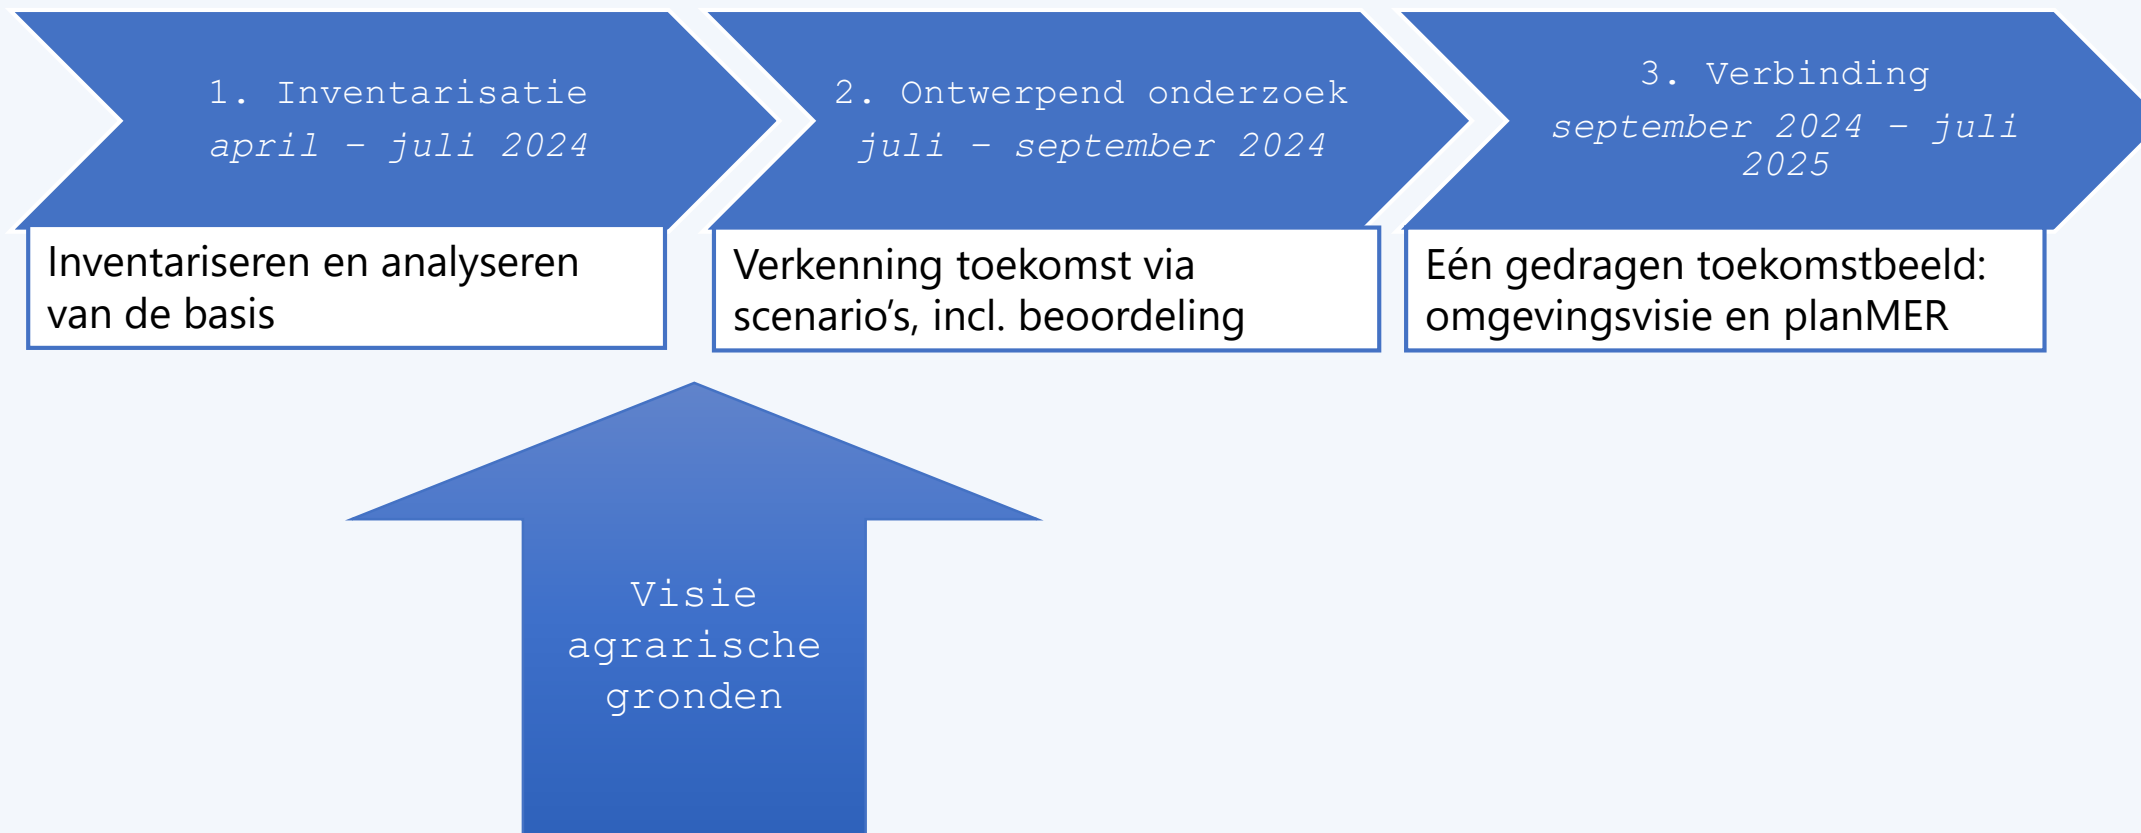 1. Inventarisatie
april – juli 2024
Inventariseren en analyseren
van de basis
2. Ontwerpend onderzoek
juli – september 2024
Verkenning toekomst via
scenario's, incl. beoordeling
3. Verbinding
september 2024 – juli
2025
Eén gedragen toekomstbeeld:
omgevingsvisie en planMER
Visie
agrarische
gronden